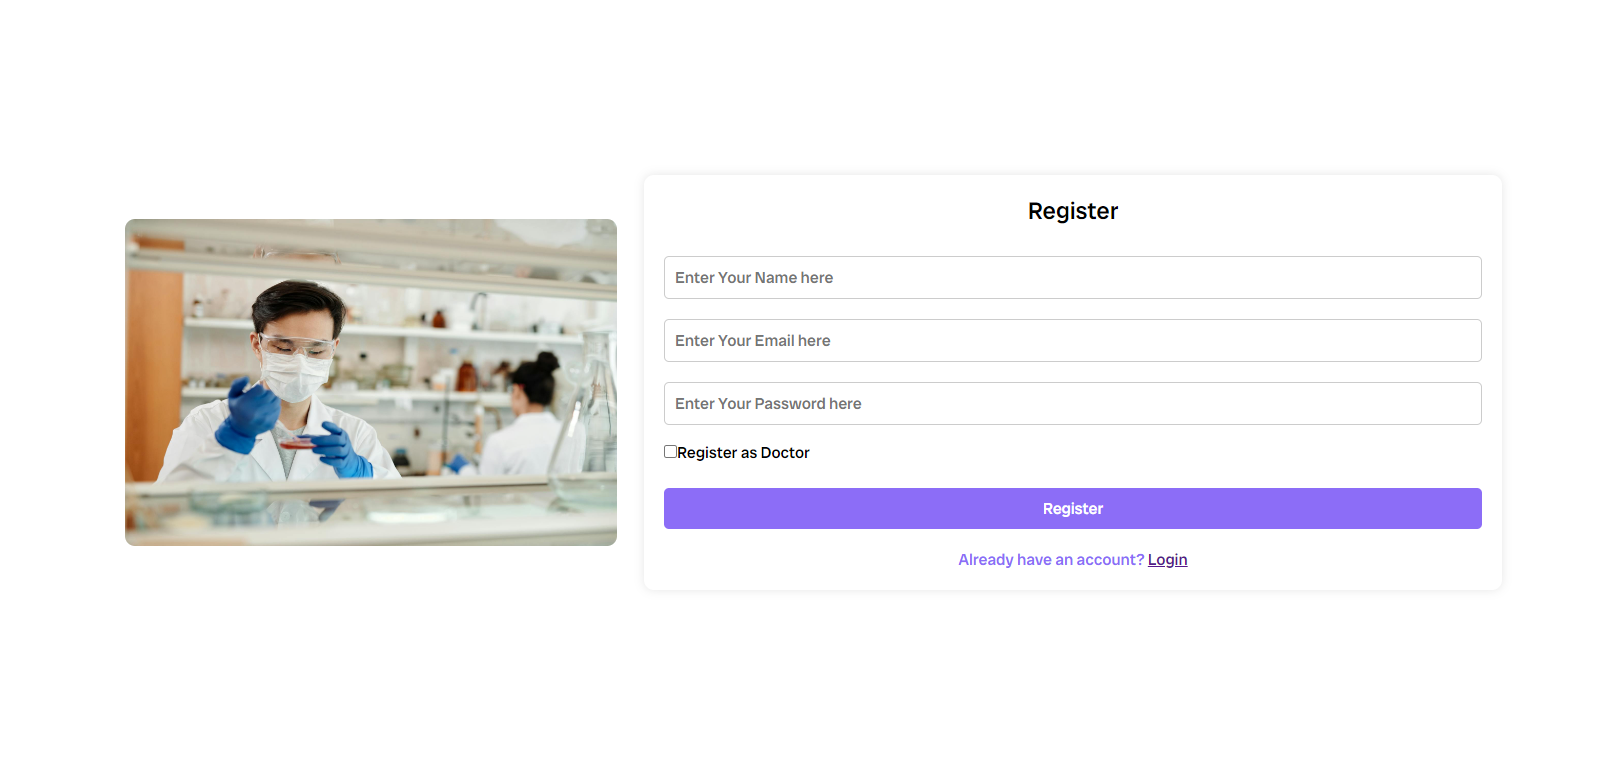 Register
Enter Your Name here
Enter Your Email here
Enter Your Password here
Register as Doctor
Register
Already have an account? Login